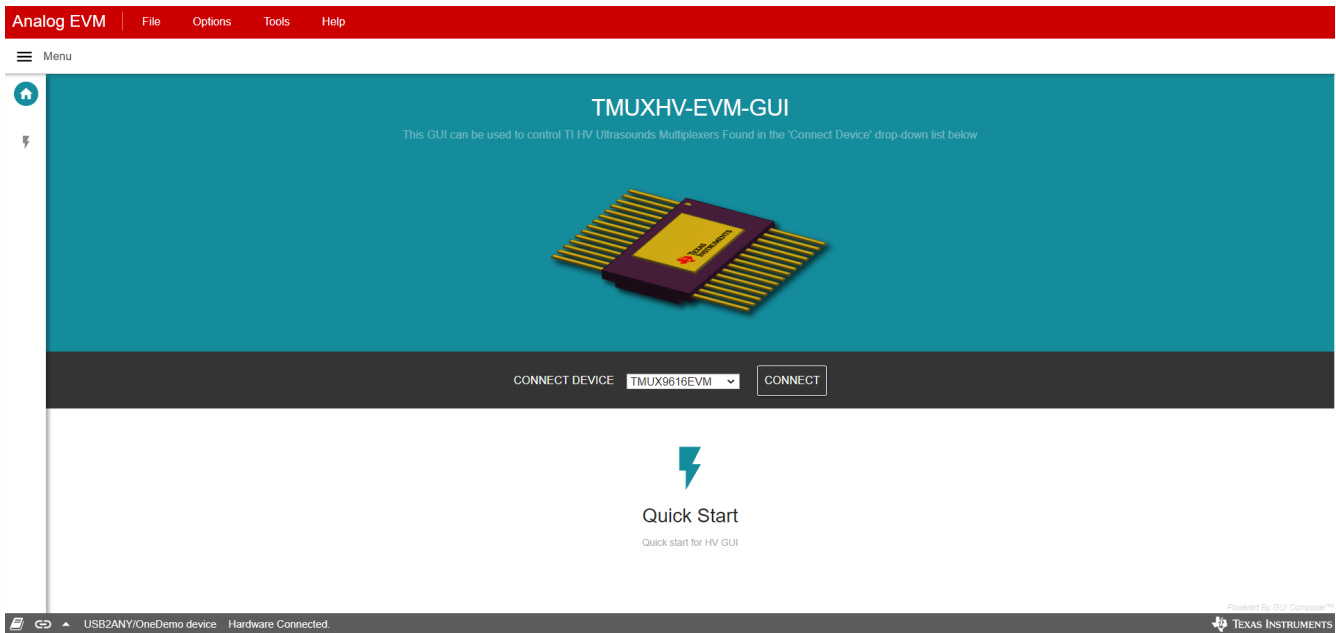 Analog EVM File Options Tools Help
Menu
TMUXHV-EVM-GUI
This GUI can be used to control TI HV Ultrasounds Multiplexers Found in the 'Connect Device' drop-down list below
TEXAS
INSTRUMENTS
CONNECT DEVICE TMUX9616EVM CONNECT
Quick Start
Quick start for HV GUI
Powered By GUI Composer™
USB2ANY/OneDemo device Hardware Connected. TEXAS INSTRUMENTS